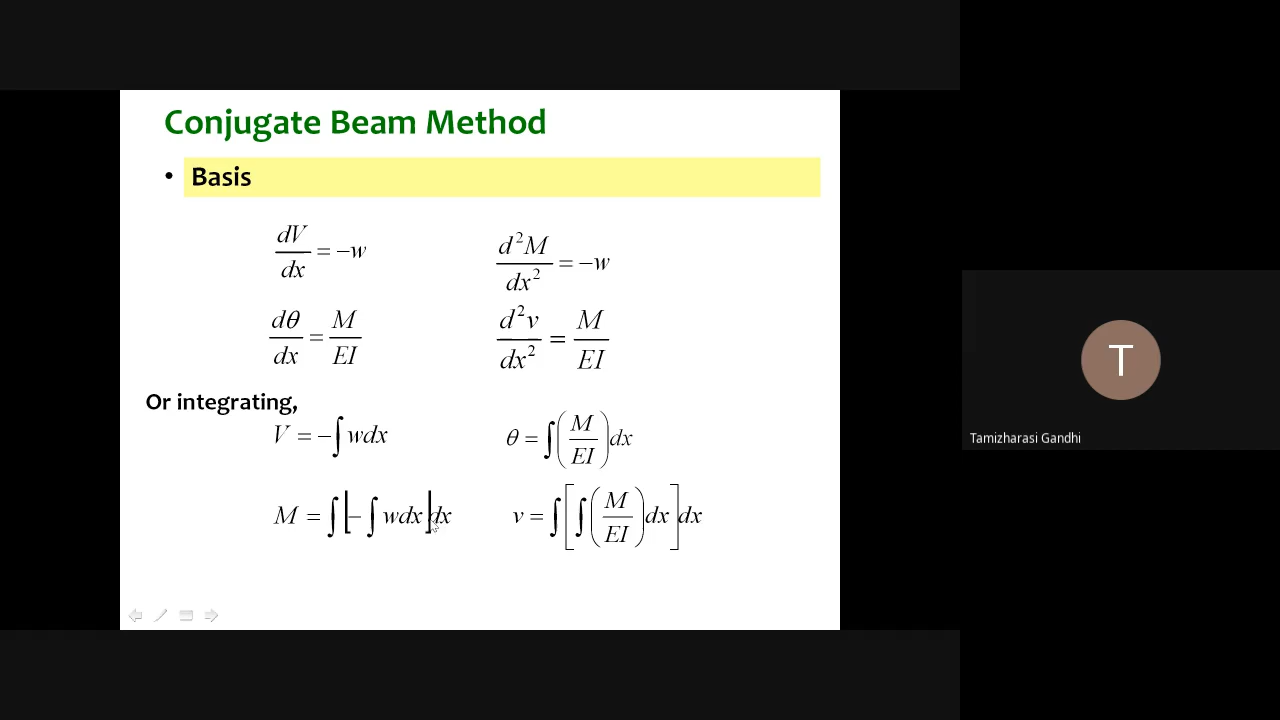 Conjugate Beam Method
• Basis
dV/dx = −w
d²M/dx² = −w
dθ/dx = M/EI
d²v/dx² = M/EI
Or integrating,
V = −∫ wdx
θ = ∫(M/EI)dx
M = ∫[−∫ wdx]dx
v = ∫[∫(M/EI)dx]dx
T
Tamizharasi Gandhi